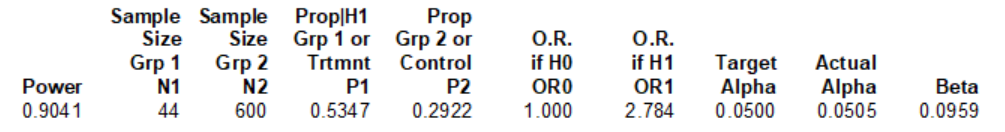 Sample Sample Prop|H1 Prop
Size Size Grp 1 or Grp 2 or O.R. O.R.
Grp 1 Grp 2 Trtmnt Control if H0 if H1 Target Actual
Power N1 N2 P1 P2 OR0 OR1 Alpha Alpha Beta
0.9041 44 600 0.5347 0.2922 1.000 2.784 0.0500 0.0505 0.0959